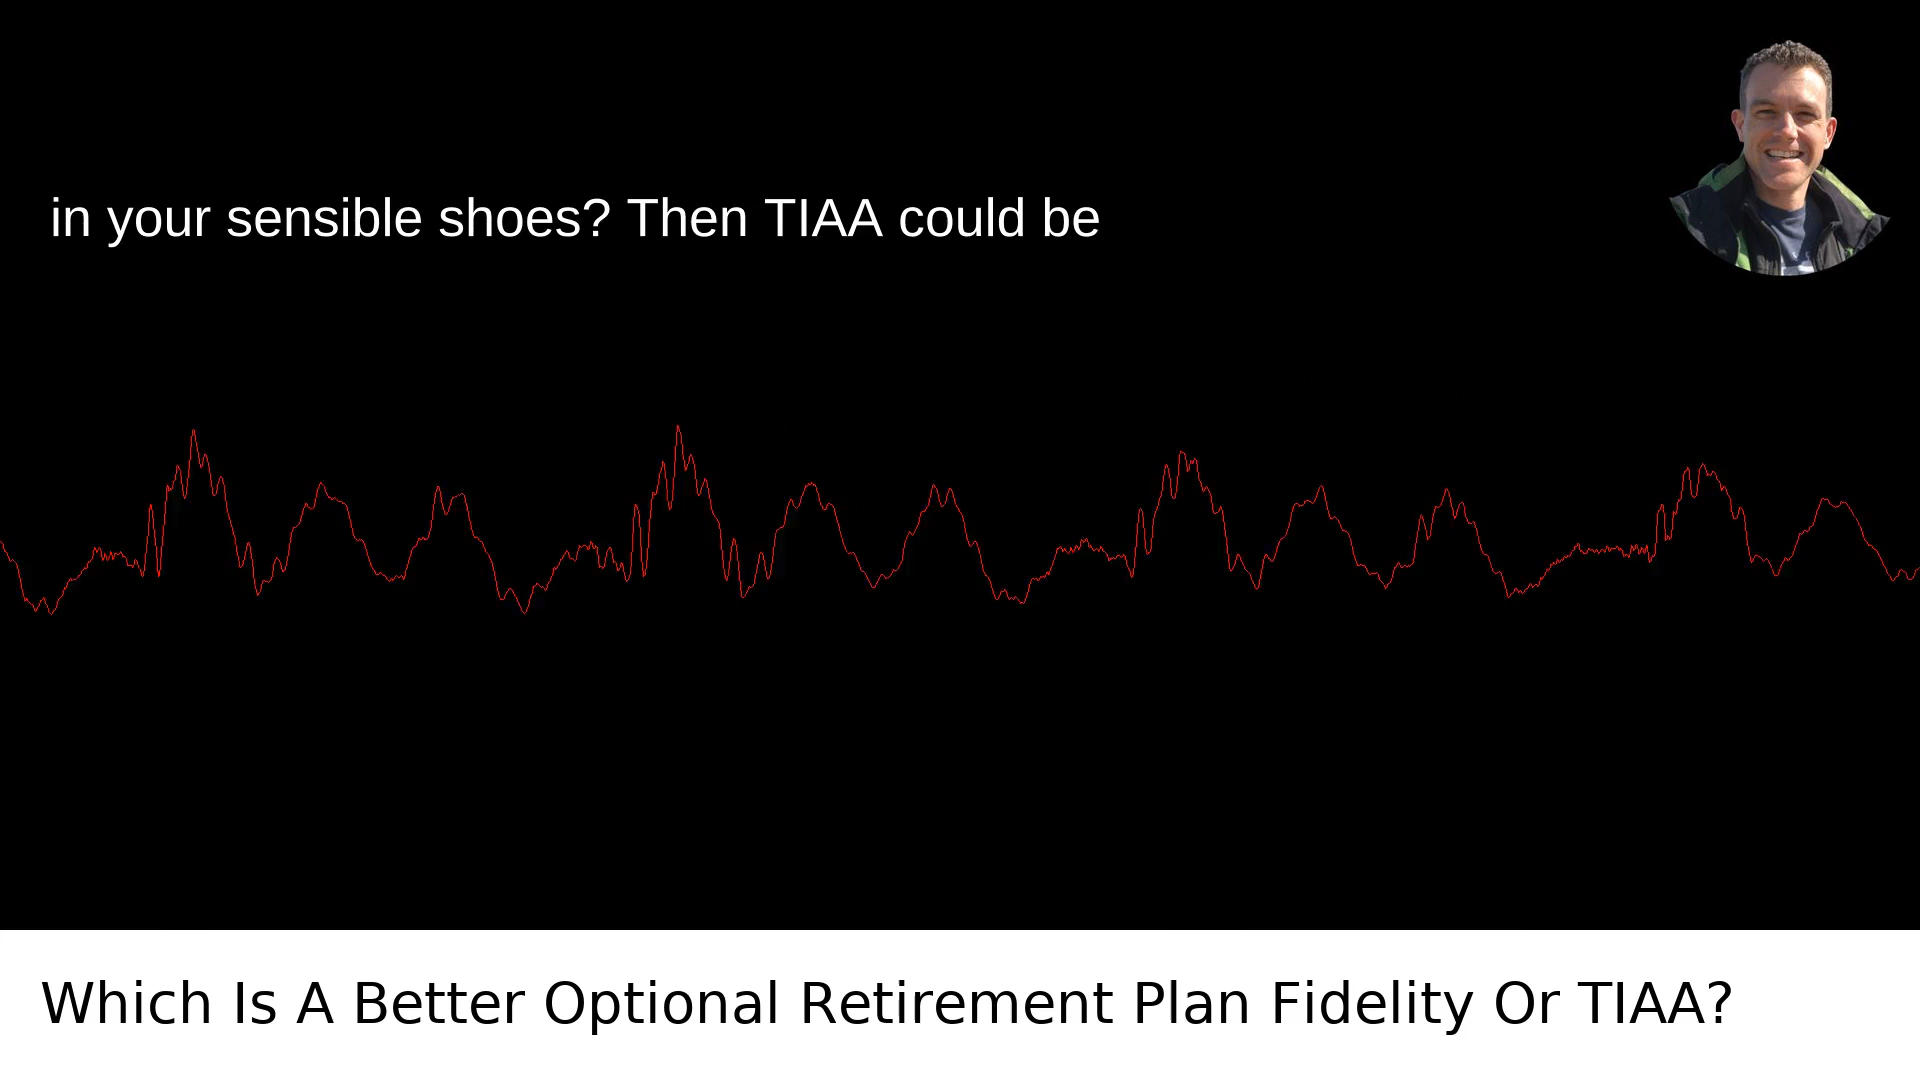 in your sensible shoes? Then TIAA could be
Which Is A Better Optional Retirement Plan Fidelity Or TIAA?